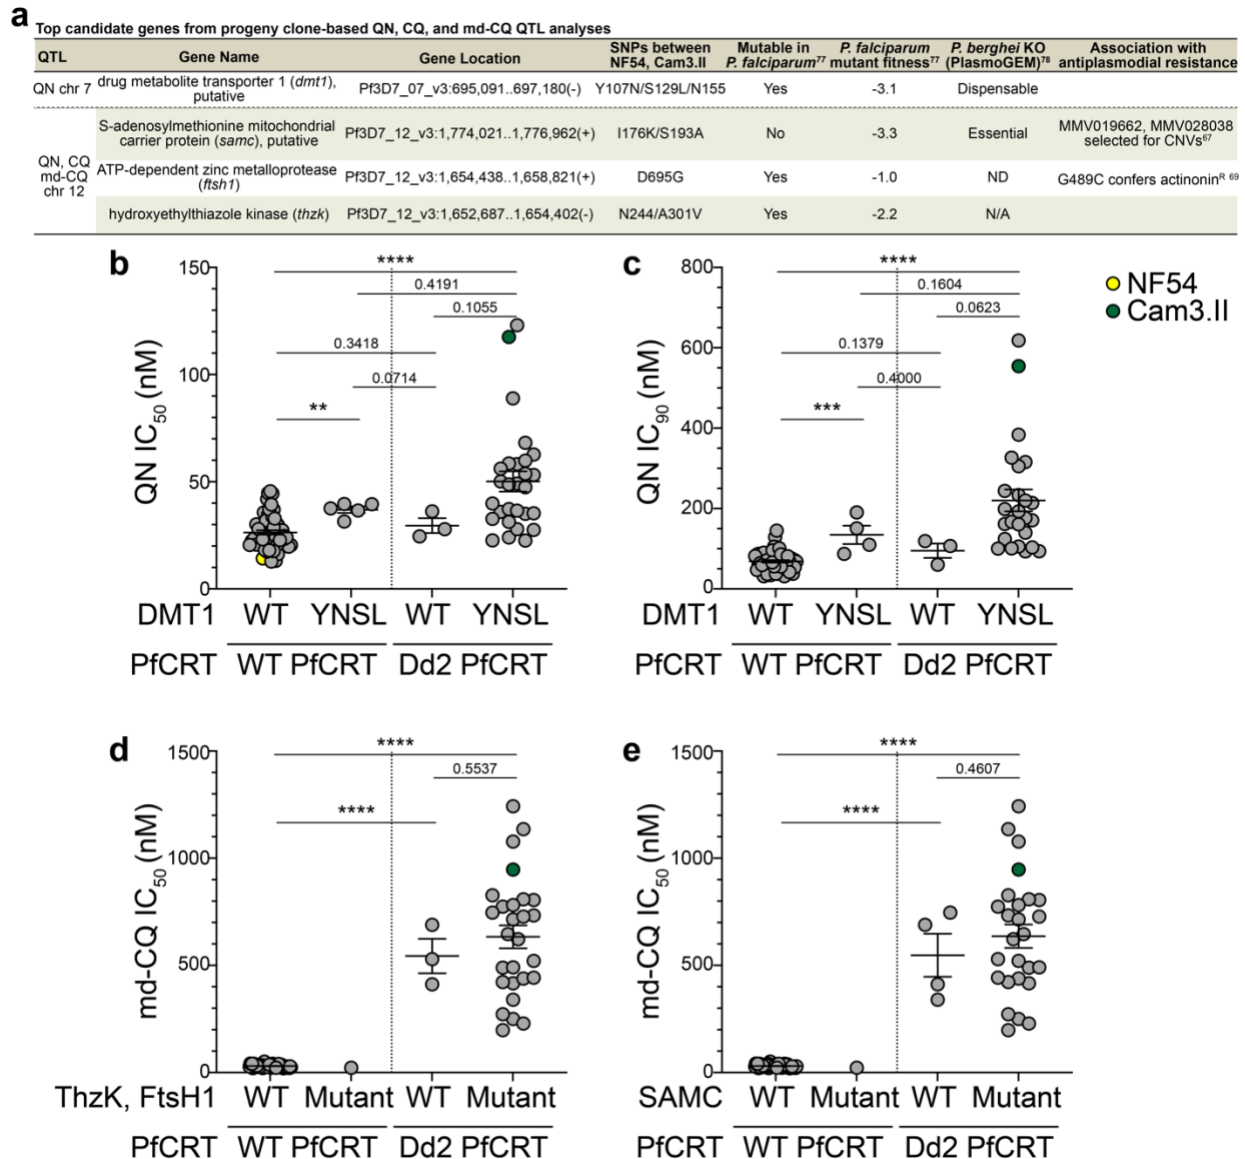 a
Top candidate genes from progeny clone-based QN, CQ, and md-CQ QTL analyses
QTL Gene Name Gene Location SNPs between NF54, Cam3.II Mutable in P. falciparum77 P. falciparum mutant fitness77 P. berghei KO (PlasmoGEM)78 Association with antiplasmodial resistance
QN chr 7 drug metabolite transporter 1 (dmt1), putative Pf3D7_07_v3:695,091..697,180(-) Y107N/S129L/N155 Yes -3.1 Dispensable
QN, CQ md-CQ chr 12
S-adenosylmethionine mitochondrial carrier protein (samc), putative Pf3D7_12_v3:1,774,021..1,776,962(+) I176K/S193A No -3.3 Essential MMV019662, MMV028038 selected for CNVs67
ATP-dependent zinc metalloprotease (ftsh1) Pf3D7_12_v3:1,654,438..1,658,821(+) D695G Yes -1.0 ND G489C confers actinoninR 69
hydroxyethylthiazole kinase (thzk) Pf3D7_12_v3:1,652,687..1,654,402(-) N244/A301V Yes -2.2 N/A
b
QN IC50 (nM)
150
100
50
0
****
0.4191
0.1055
0.3418
0.0714
**
DMT1 WT YNSL WT YNSL
PfCRT WT PfCRT Dd2 PfCRT
c
QN IC90 (nM)
800
600
400
200
0
****
0.1604
0.0623
0.1379
0.4000
***
DMT1 WT YNSL WT YNSL
PfCRT WT PfCRT Dd2 PfCRT
NF54
Cam3.II
d
md-CQ IC50 (nM)
1500
1000
500
0
****
0.5537
****
ThzK, FtsH1 WT Mutant WT Mutant
PfCRT WT PfCRT Dd2 PfCRT
e
md-CQ IC50 (nM)
1500
1000
500
0
****
0.4607
****
SAMC WT Mutant WT Mutant
PfCRT WT PfCRT Dd2 PfCRT